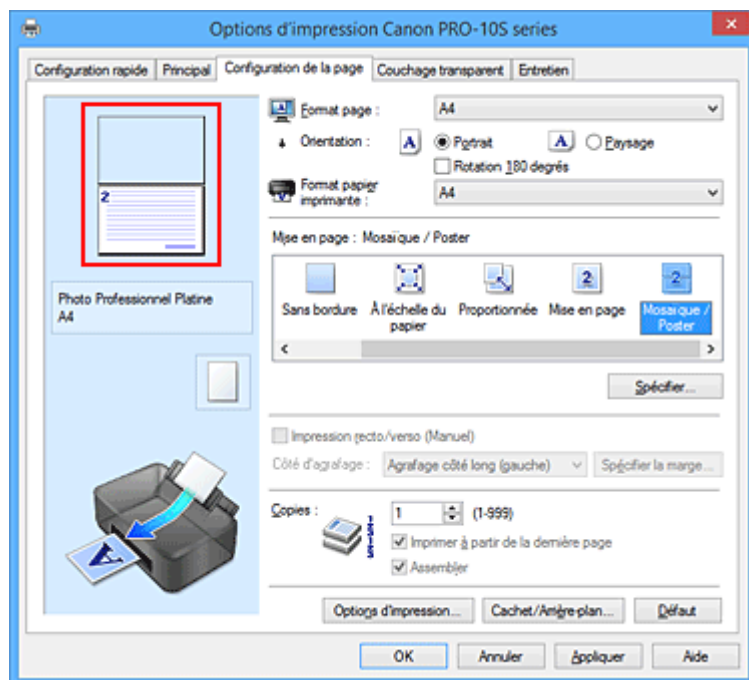 Options d'impression Canon PRO-10S series
Configuration rapide Principal Configuration de la page Couchage transparent Entretien
Format page : A4
Orientation : A Portrait A Paysage
Rotation 180 degrés
Format papier imprimante : A4
2
Mise en page : Mosaïque / Poster
2 2
Sans bordure À l'échelle du papier Proportionnée Mise en page Mosaïque / Poster
Photo Professionnel Platine
A4
Spécifier...
Impression recto/verso (Manuel)
Côté d'agrafage : Agrafage côté long (gauche) Spécifier la marge...
Copies : 1 (1-999)
Imprimer à partir de la dernière page
Assembler
A
Options d'impression... Cachet/Arrière-plan... Défaut
OK Annuler Appliquer Aide